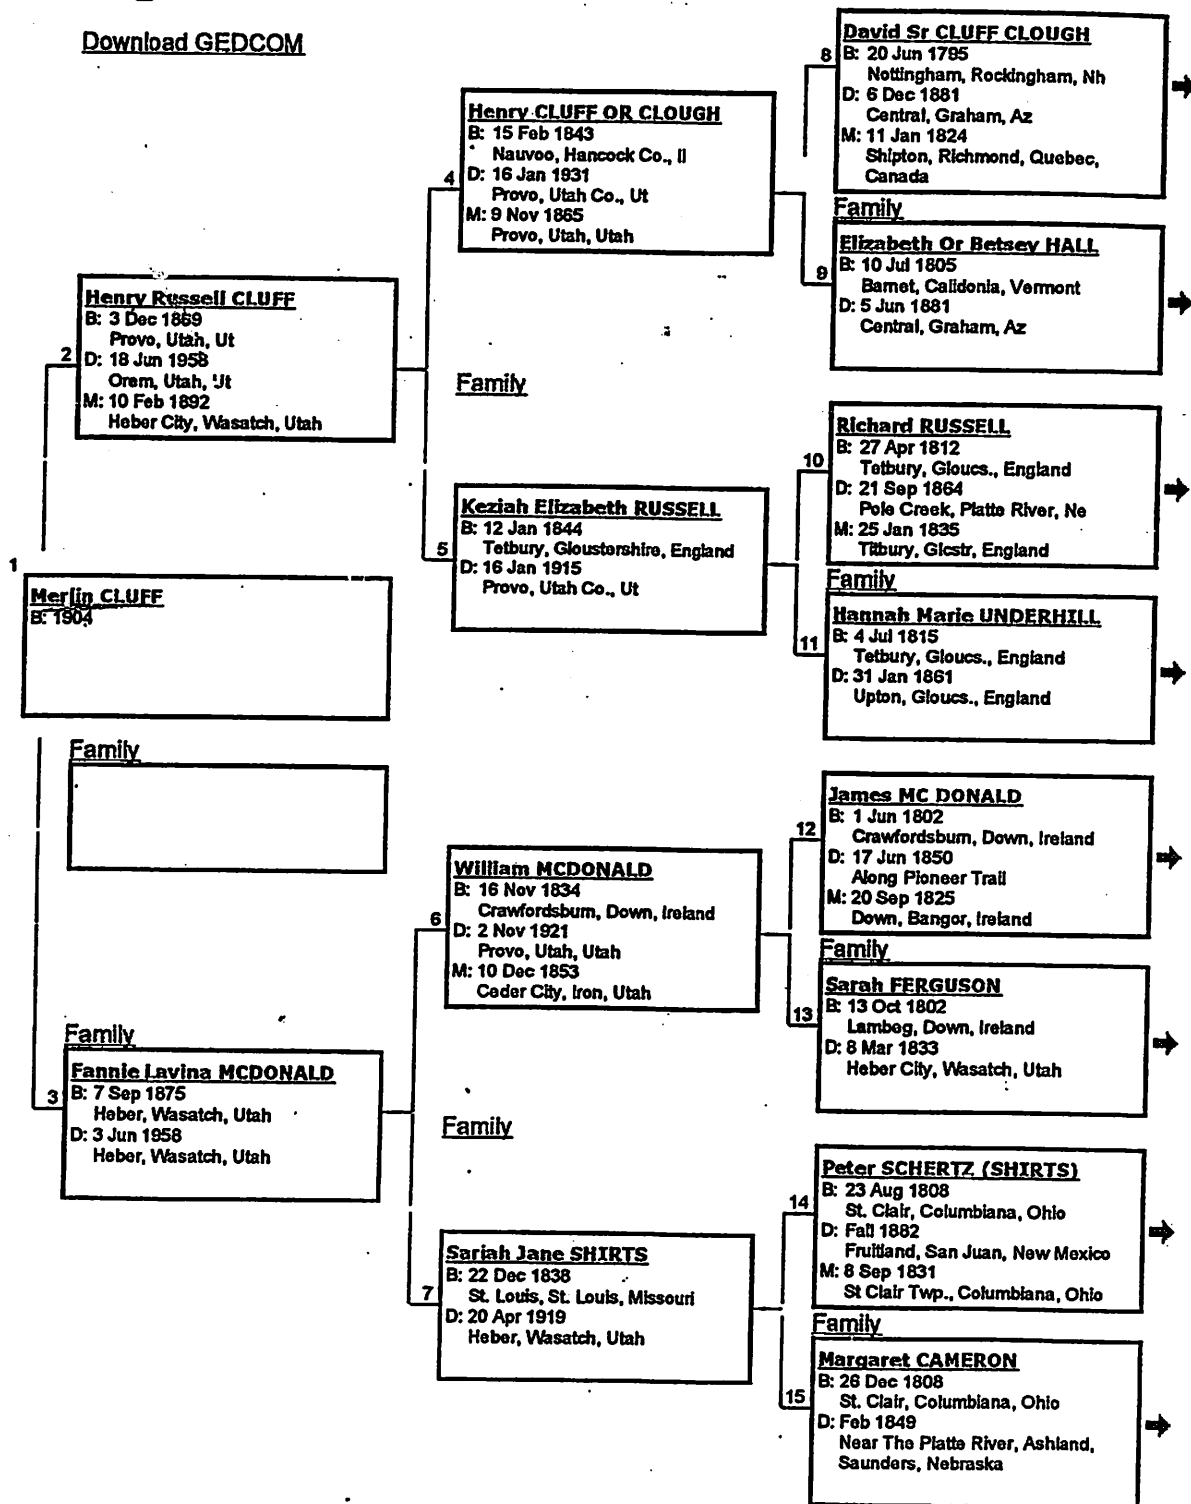 Download GEDCOM
8
David Sr CLUFF CLOUGH
B: 20 Jun 1795
Nottingham, Rockingham, Nh
D: 6 Dec 1881
Central, Graham, Az
M: 11 Jan 1824
Shipton, Richmond, Quebec,
Canada
4
Henry CLUFF OR CLOUGH
B: 15 Feb 1843
Nauvoo, Hancock Co., Il
D: 16 Jan 1931
Provo, Utah Co., Ut
M: 9 Nov 1865
Provo, Utah, Utah
Family
9
Elizabeth Or Betsey HALL
B: 10 Jul 1805
Barnet, Calidonia, Vermont
D: 5 Jun 1881
Central, Graham, Az
2
Henry Russell CLUFF
B: 3 Dec 1869
Provo, Utah, Ut
D: 18 Jun 1958
Orem, Utah, Ut
M: 10 Feb 1892
Heber City, Wasatch, Utah
Family
10
Richard RUSSELL
B: 27 Apr 1812
Tetbury, Gloucs., England
D: 21 Sep 1864
Pole Creek, Platte River, Ne
M: 25 Jan 1835
Titbury, Glcstr, England
5
Keziah Elizabeth RUSSELL
B: 12 Jan 1844
Tetbury, Gloustershire, England
D: 16 Jan 1915
Provo, Utah Co., Ut
Family
11
Hannah Marie UNDERHILL
B: 4 Jul 1815
Tetbury, Gloucs., England
D: 31 Jan 1861
Upton, Gloucs., England
1
Merlin CLUFF
B: 1904
Family
12
James MC DONALD
B: 1 Jun 1802
Crawfordsburn, Down, Ireland
D: 17 Jun 1850
Along Pioneer Trail
M: 20 Sep 1825
Down, Bangor, Ireland
6
William MCDONALD
B: 16 Nov 1834
Crawfordsburn, Down, Ireland
D: 2 Nov 1921
Provo, Utah, Utah
M: 10 Dec 1853
Ceder City, Iron, Utah
Family
13
Sarah FERGUSON
B: 13 Oct 1802
Lambeg, Down, Ireland
D: 8 Mar 1833
Heber City, Wasatch, Utah
Family
3
Fannie Lavina MCDONALD
B: 7 Sep 1875
Heber, Wasatch, Utah
D: 3 Jun 1958
Heber, Wasatch, Utah
Family
14
Peter SCHERTZ (SHIRTS)
B: 23 Aug 1808
St. Clair, Columbiana, Ohio
D: Fall 1882
Fruitland, San Juan, New Mexico
M: 8 Sep 1831
St Clair Twp., Columbiana, Ohio
7
Sariah Jane SHIRTS
B: 22 Dec 1838
St. Louis, St. Louis, Missouri
D: 20 Apr 1919
Heber, Wasatch, Utah
Family
15
Margaret CAMERON
B: 26 Dec 1808
St. Clair, Columbiana, Ohio
D: Feb 1849
Near The Platte River, Ashland,
Saunders, Nebraska